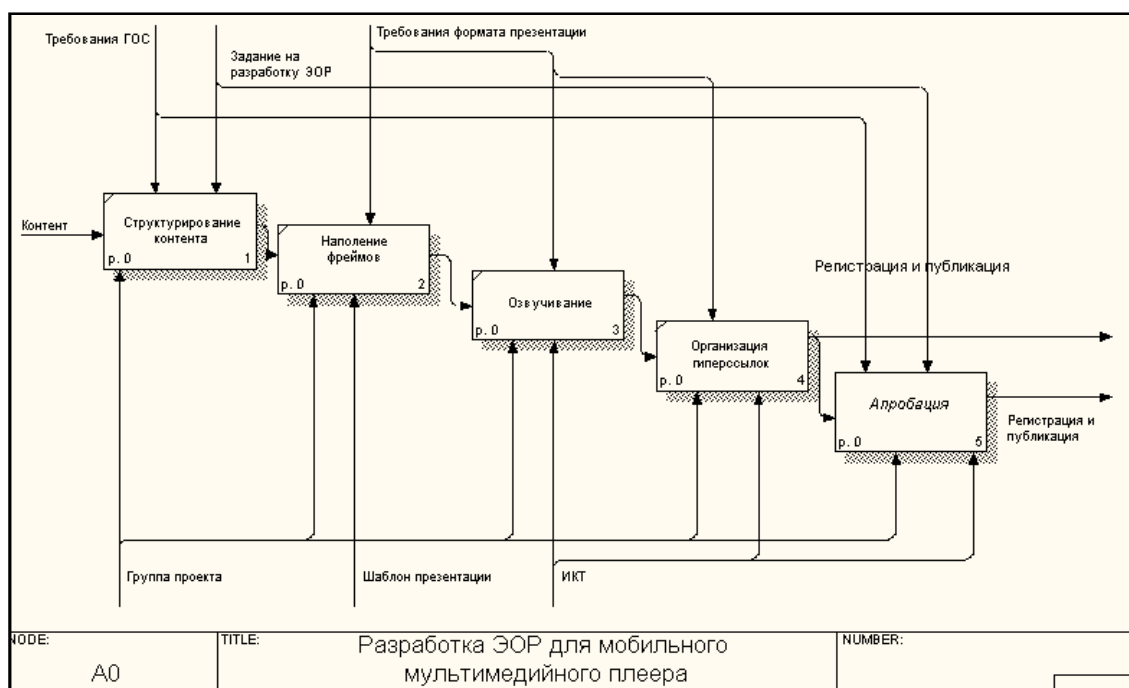 Требования ГОС
Требования формата презентации
Задание на
разработку ЭОР
Контент
Структурирование
контента
р. 0
1
Наполение
фреймов
р. 0
2
Озвучивание
р. 0
3
Регистрация и публикация
Организация
гиперссылок
р. 0
4
Апробация
р. 0
5
Регистрация и
публикация
Группа проекта
Шаблон презентации
ИКТ
NODE:
A0
TITLE:
Разработка ЭОР для мобильного
мультимедийного плеера
NUMBER: